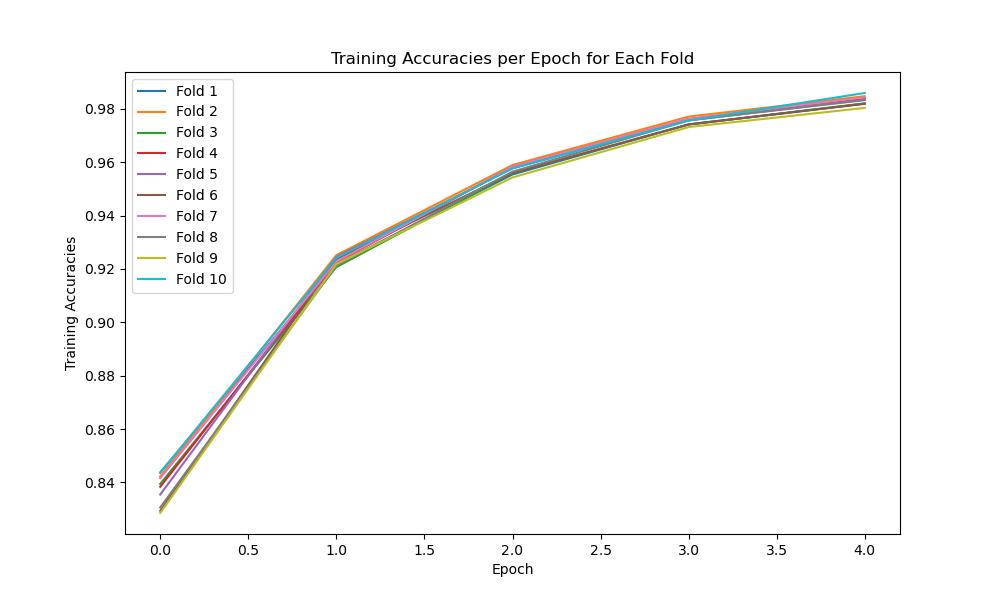 Training Accuracies per Epoch for Each Fold
Training Accuracies
0.98
0.96
0.94
0.92
0.90
0.88
0.86
0.84
Fold 1
Fold 2
Fold 3
Fold 4
Fold 5
Fold 6
Fold 7
Fold 8
Fold 9
Fold 10
0.0 0.5 1.0 1.5 2.0 2.5 3.0 3.5 4.0
Epoch